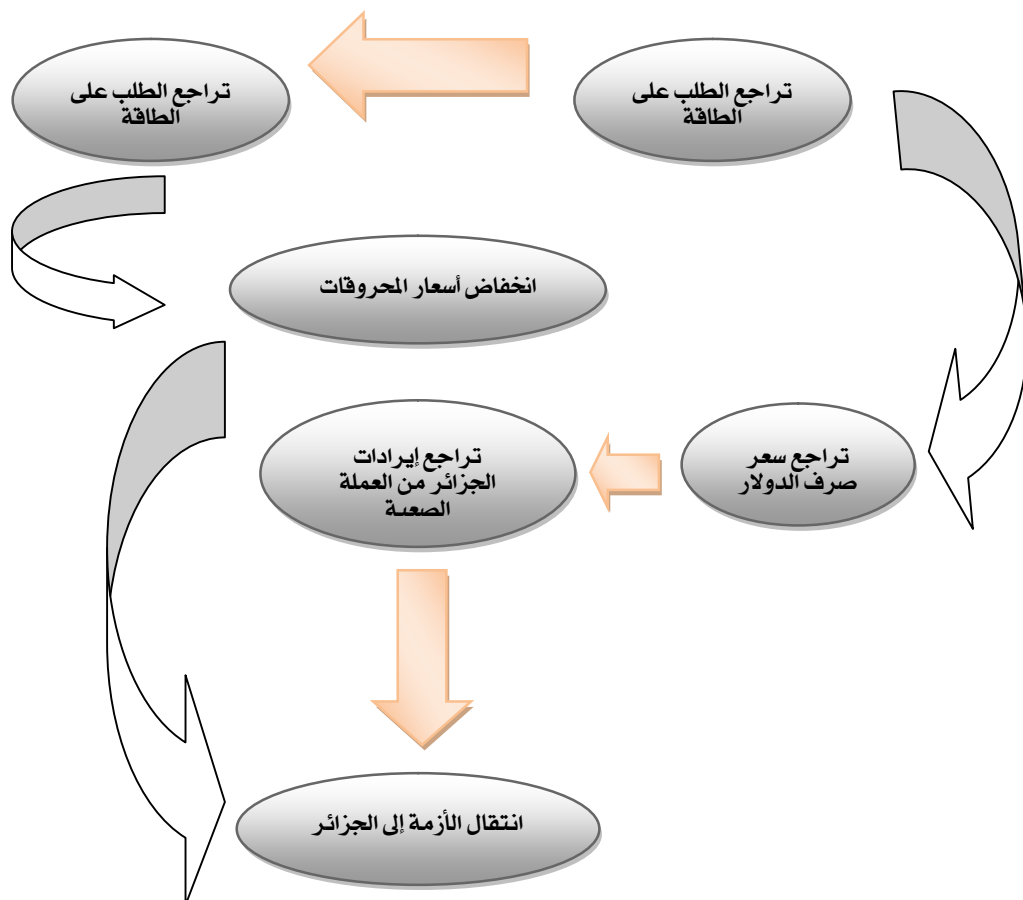 تراجع الطلب على
الطاقة
تراجع الطلب على
الطاقة
انخفاض أسعار المحروقات
تراجع سعر
صرف الدولار
تراجع إيرادات
الجزائر من العملة
الصعبة
انتقال الأزمة إلى الجزائر